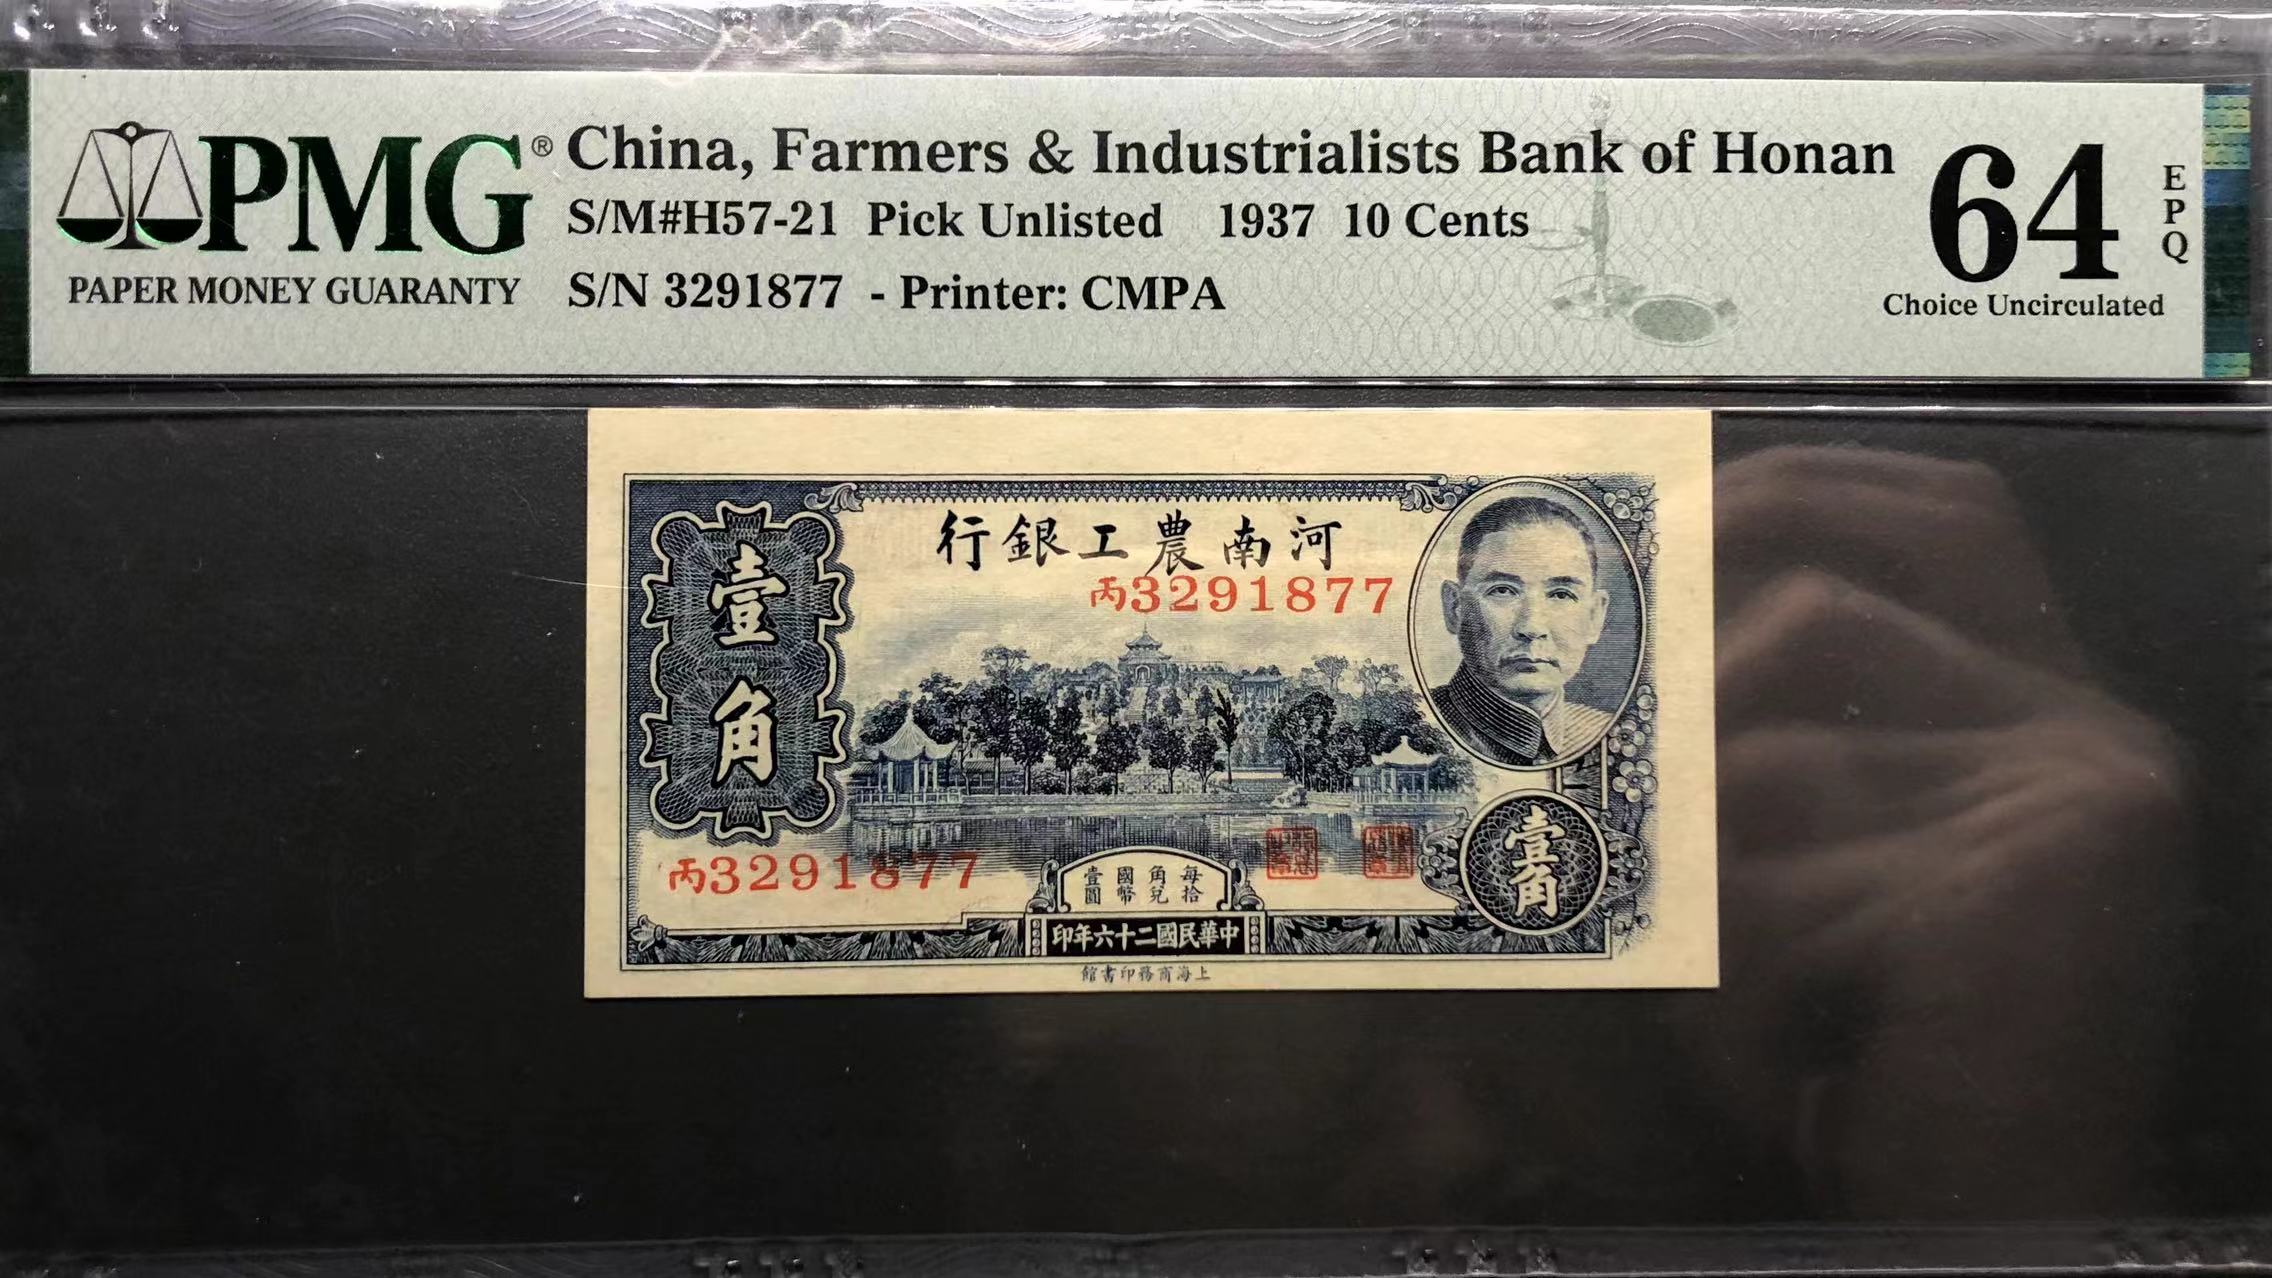 PMG® China, Farmers & Industrialists Bank of Honan
S/M#H57-21 Pick Unlisted 1937 10 Cents
PAPER MONEY GUARANTY
S/N 3291877 - Printer: CMPA
64
EPQ
Choice Uncirculated
河南農工銀行
丙3291877
壹角
丙3291877
每拾角兌國幣壹圓
壹角
中華民國二十六年印
上海商務印書館